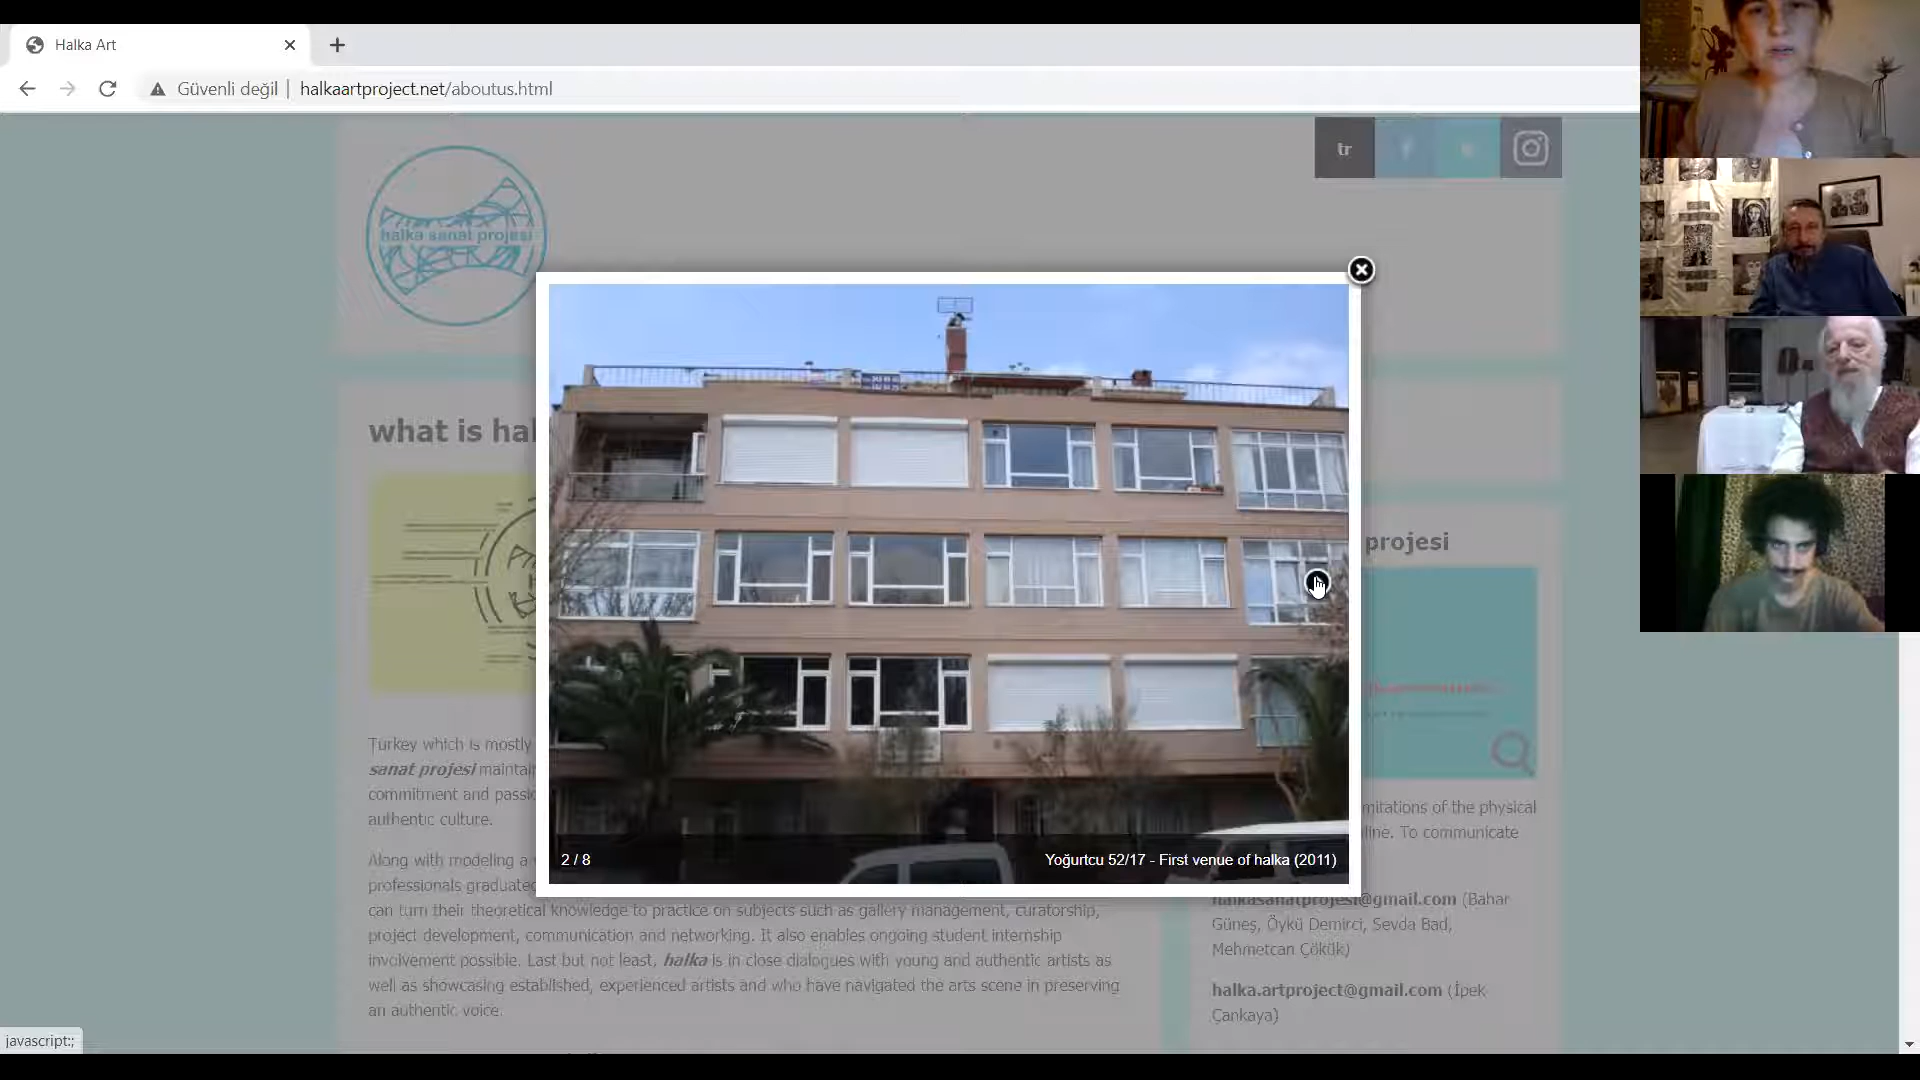 Halka Art
Güvenli değil | halkaartproject.net/aboutus.html
tr
halka sanat projesi
what is hal
projesi
Turkey which is mostly
sanat projesi maintai
commitment and passi
authentic culture.
Along with modeling a
professionals graduated
can turn their theoretical knowledge to practice on subjects such as gallery management, curatorship,
project development, communication and networking. It also enables ongoing student internship
involvement possible. Last but not least, halka is in close dialogues with young and authentic artists as
well as showcasing established, experienced artists and who have navigated the arts scene in preserving
an authentic voice.
2 / 8
Yoğurtcu 52/17 - First venue of halka (2011)
mitations of the physical
line. To communicate
halkasanatprojesi@gmail.com (Bahar
Güneş, Öykü Demirci, Sevda Bad,
Mehmetcan Çökük)
halka.artproject@gmail.com (İpek
Çankaya)
javascript:;